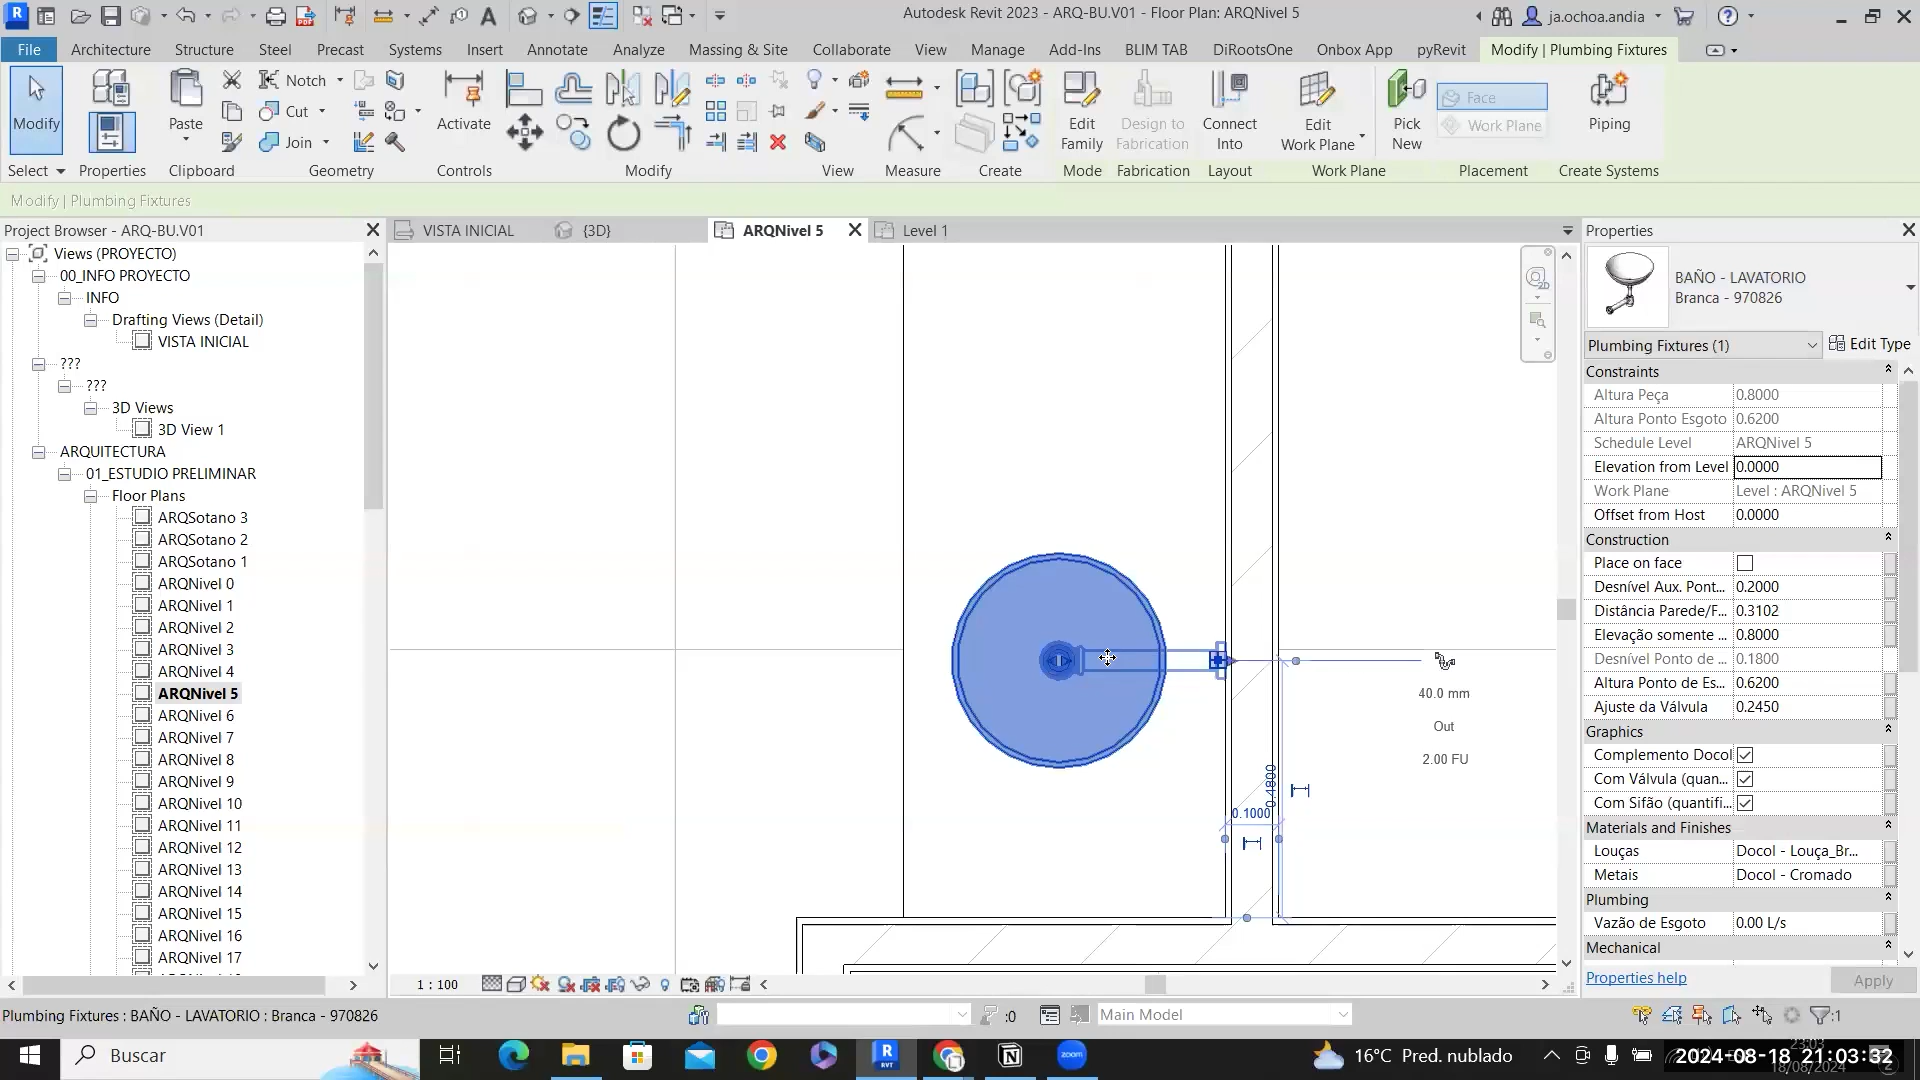 Autodesk Revit 2023 - ARQ-BU.V01 - Floor Plan: ARQNivel 5
ja.ochoa.andia
File Architecture Structure Steel Precast Systems Insert Annotate Analyze Massing & Site Collaborate View Manage Add-Ins BLIM TAB DiRootsOne Onbox App pyRevit Modify | Plumbing Fixtures
Modify
Paste
Notch
Cut
Join
Activate
Edit Family
Design to Fabrication
Connect Into
Edit Work Plane
Pick New
Face
Work Plane
Piping
Select Properties Clipboard Geometry Controls Modify View Measure Create Mode Fabrication Layout Work Plane Placement Create Systems
Modify | Plumbing Fixtures
Project Browser - ARQ-BU.V01
VISTA INICIAL {3D} ARQNivel 5 Level 1
Views (PROYECTO)
00_INFO PROYECTO
INFO
Drafting Views (Detail)
VISTA INICIAL
???
???
3D Views
3D View 1
ARQUITECTURA
01_ESTUDIO PRELIMINAR
Floor Plans
ARQSotano 3
ARQSotano 2
ARQSotano 1
ARQNivel 0
ARQNivel 1
ARQNivel 2
ARQNivel 3
ARQNivel 4
ARQNivel 5
ARQNivel 6
ARQNivel 7
ARQNivel 8
ARQNivel 9
ARQNivel 10
ARQNivel 11
ARQNivel 12
ARQNivel 13
ARQNivel 14
ARQNivel 15
ARQNivel 16
ARQNivel 17
2D
40.0 mm
Out
2.00 FU
0.4800
0.1000
Properties
BAÑO - LAVATORIO
Branca - 970826
Plumbing Fixtures (1) Edit Type
Constraints
Altura Peça 0.8000
Altura Ponto Esgoto 0.6200
Schedule Level ARQNivel 5
Elevation from Level 0.0000
Work Plane Level : ARQNivel 5
Offset from Host 0.0000
Construction
Place on face
Desnível Aux. Pont... 0.2000
Distância Parede/F... 0.3102
Elevação somente ... 0.8000
Desnível Ponto de ... 0.1800
Altura Ponto de Es... 0.6200
Ajuste da Válvula 0.2450
Graphics
Complemento Docol
Com Válvula (quan...
Com Sifão (quantifi...
Materials and Finishes
Louças Docol - Louça_Br...
Metais Docol - Cromado
Plumbing
Vazão de Esgoto 0.00 L/s
Mechanical
Properties help Apply
1 : 100
Plumbing Fixtures : BAÑO - LAVATORIO : Branca - 970826
:0
Main Model
:1
Buscar
zoom
16°C Pred. nublado
2024-08-18 21:03:32
23:03
18/08/2024